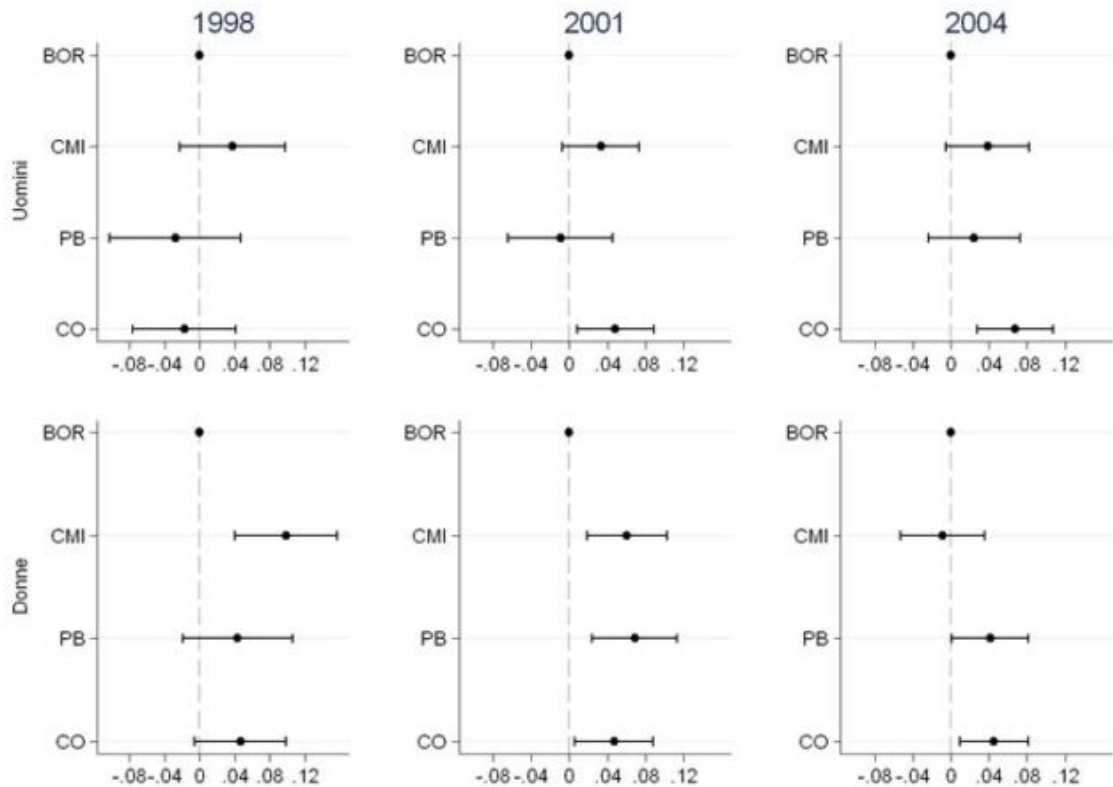 1998 2001 2004
Uomini
BOR BOR BOR
CMI CMI CMI
PB PB PB
CO CO CO
-.08 -.04 0 .04 .08 .12 -.08 -.04 0 .04 .08 .12 -.08 -.04 0 .04 .08 .12
Donne
BOR BOR BOR
CMI CMI CMI
PB PB PB
CO CO CO
-.08 -.04 0 .04 .08 .12 -.08 -.04 0 .04 .08 .12 -.08 -.04 0 .04 .08 .12